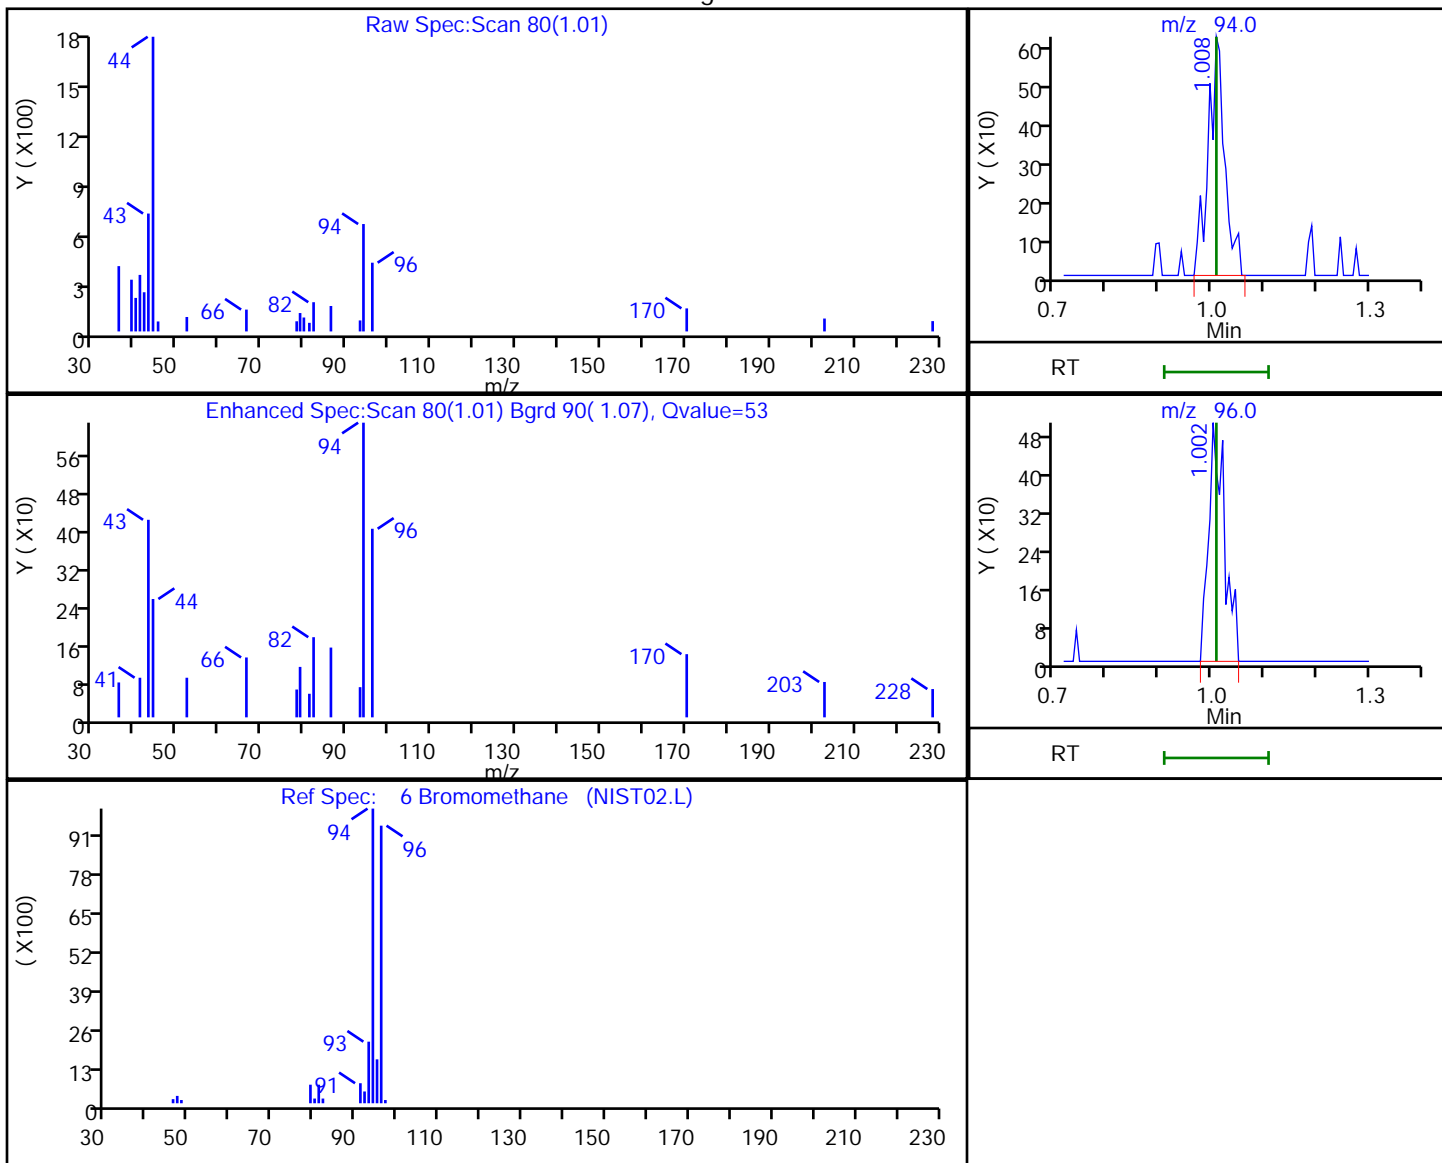 Raw Spec:Scan 80(1.01)
18
15
12
9
6
3
0
Y ( X100)
44
43
66
82
94
96
170
30 50 70 90 110 130 150 170 190 210 230
m/z
m/z 94.0
60
50
40
30
20
10
0
Y ( X10)
1.008
0.7 1.0 1.3
Min
RT
Enhanced Spec:Scan 80(1.01) Bgrd 90( 1.07), Qvalue=53
56
48
40
32
24
16
8
0
Y ( X10)
94
43
96
44
82
66
41
170
203
228
30 50 70 90 110 130 150 170 190 210 230
m/z
m/z 96.0
48
40
32
24
16
8
0
Y ( X10)
1.002
0.7 1.0 1.3
Min
RT
Ref Spec: 6 Bromomethane (NIST02.L)
91
78
65
52
39
26
13
0
( X100)
94
96
93
91
30 50 70 90 110 130 150 170 190 210 230